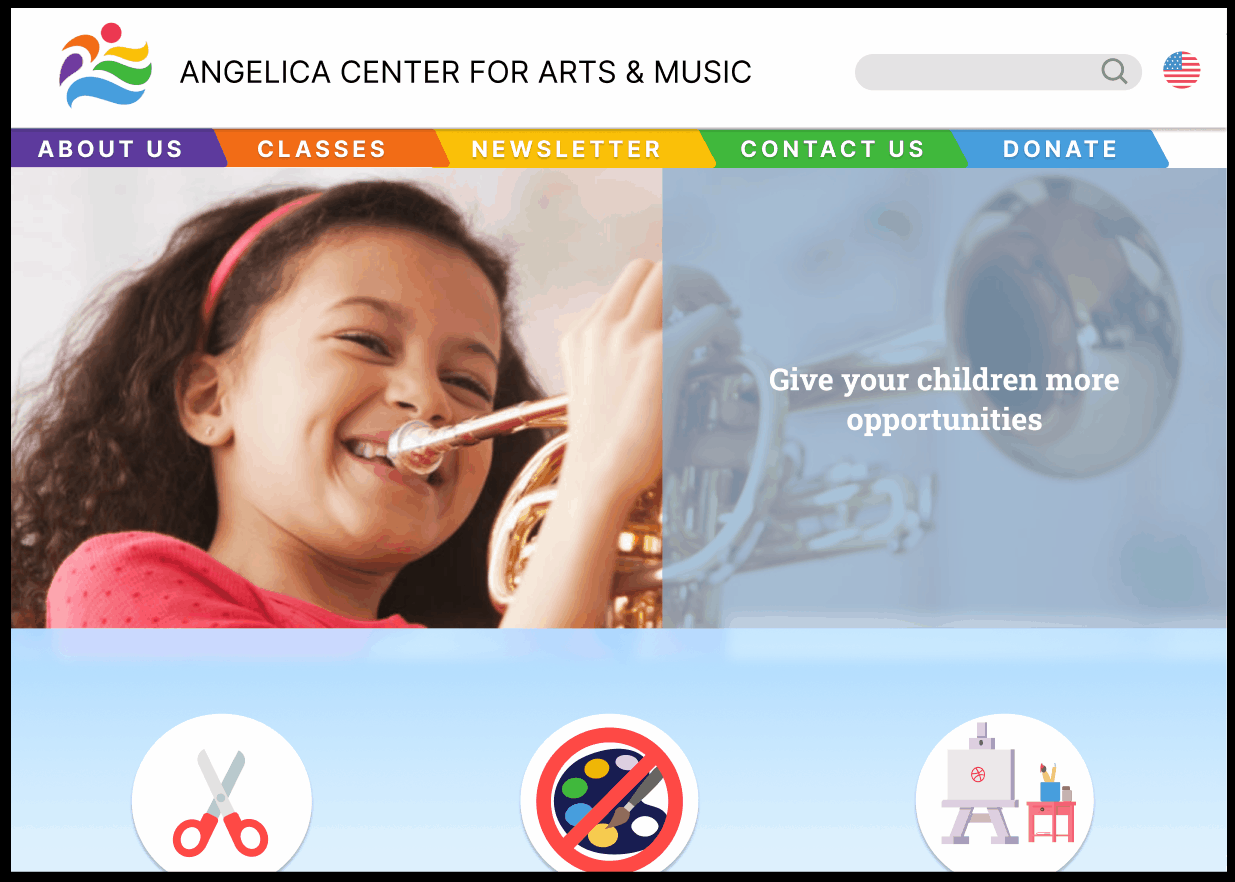 ANGELICA CENTER FOR ARTS & MUSIC
ABOUT US
CLASSES
NEWSLETTER
CONTACT US
DONATE
Give your children more
opportunities